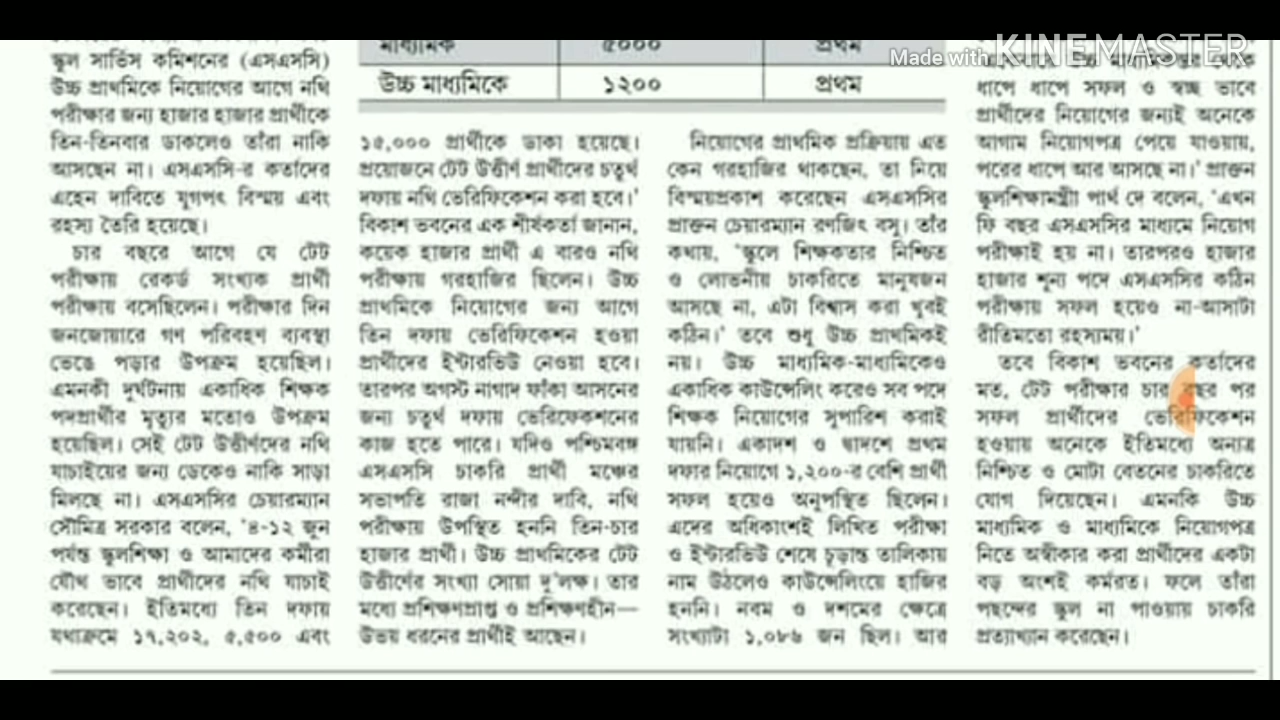 Made with KINEMASTER
মাধ্যমিক ৫০০০ প্রথম
উচ্চ মাধ্যমিকে ১২০০ প্রথম
স্কুল সার্ভিস কমিশনের (এসএসসি)
উচ্চ প্রাথমিকে নিয়োগের আগে নথি
পরীক্ষার জন্য হাজার হাজার প্রার্থীকে
তিন-তিনবার ডাকলেও তাঁরা নাকি
আসছেন না। এসএসসি-র কর্তাদের
এহেন দাবিতে যুগপৎ বিস্ময় এবং
রহস্য তৈরি হয়েছে।
চার বছরে আগে যে টেট
পরীক্ষায় রেকর্ড সংখ্যক প্রার্থী
পরীক্ষায় বসেছিলেন। পরীক্ষার দিন
জনজোয়ারে গণ পরিবহণ ব্যবস্থা
ভেঙে পড়ার উপক্রম হয়েছিল।
এমনকী দুর্ঘটনায় একাধিক শিক্ষক
পদপ্রার্থীর মৃত্যুর মতোও উপক্রম
হয়েছিল। সেই টেট উত্তীর্ণদের নথি
যাচাইয়ের জন্য ডেকেও নাকি সাড়া
মিলছে না। এসএসসির চেয়ারম্যান
সৌমিত্র সরকার বলেন, ‘৪-১২ জুন
পর্যন্ত স্কুলশিক্ষা ও আমাদের কর্মীরা
যৌথ ভাবে প্রার্থীদের নথি যাচাই
করেছেন। ইতিমধ্যে তিন দফায়
যথাক্রমে ১৭,২০২, ৫,৫০০ এবং
১৫,০০০ প্রার্থীকে ডাকা হয়েছে।
প্রয়োজনে টেট উত্তীর্ণ প্রার্থীদের চতুর্থ
দফায় নথি ভেরিফিকেশন করা হবে।’
বিকাশ ভবনের এক শীর্ষকর্তা জানান,
কয়েক হাজার প্রার্থী এ বারও নথি
পরীক্ষায় গরহাজির ছিলেন। উচ্চ
প্রাথমিকে নিয়োগের জন্য আগে
তিন দফায় ভেরিফিকেশন হওয়া
প্রার্থীদের ইন্টারভিউ নেওয়া হবে।
তারপর অগস্ট নাগাদ ফাঁকা আসনের
জন্য চতুর্থ দফায় ভেরিফিকেশনের
কাজ হতে পারে। যদিও পশ্চিমবঙ্গ
এসএসসি চাকরি প্রার্থী মঞ্চের
সভাপতি রাজা নন্দীর দাবি, নথি
পরীক্ষায় উপস্থিত হননি তিন-চার
হাজার প্রার্থী। উচ্চ প্রাথমিকের টেট
উত্তীর্ণের সংখ্যা সোয়া দু’লক্ষ। তার
মধ্যে প্রশিক্ষণপ্রাপ্ত ও প্রশিক্ষণহীন—
উভয় ধরনের প্রার্থীই আছেন।
নিয়োগের প্রাথমিক প্রক্রিয়ায় এত
কেন গরহাজির থাকছেন, তা নিয়ে
বিস্ময়প্রকাশ করেছেন এসএসসির
প্রাক্তন চেয়ারম্যান রণজিৎ বসু। তাঁর
কথায়, ‘স্কুলে শিক্ষকতার নিশ্চিত
ও লোভনীয় চাকরিতে মানুষজন
আসছে না, এটা বিশ্বাস করা খুবই
কঠিন।’ তবে শুধু উচ্চ প্রাথমিকই
নয়। উচ্চ মাধ্যমিক-মাধ্যমিকেও
একাধিক কাউন্সেলিং করেও সব পদে
শিক্ষক নিয়োগের সুপারিশ করাই
যায়নি। একাদশ ও দ্বাদশে প্রথম
দফার নিয়োগে ১,২০০-র বেশি প্রার্থী
সফল হয়েও অনুপস্থিত ছিলেন।
এদের অধিকাংশই লিখিত পরীক্ষা
ও ইন্টারভিউ শেষে চূড়ান্ত তালিকায়
নাম উঠলেও কাউন্সেলিংয়ে হাজির
হননি। নবম ও দশমের ক্ষেত্রে
সংখ্যাটা ১,০৮৬ জন ছিল। আর
ধাপে ধাপে সফল ও স্বচ্ছ ভাবে
প্রার্থীদের নিয়োগের জন্যই অনেকে
আগাম নিয়োগপত্র পেয়ে যাওয়ায়,
পরের ধাপে আর আসছে না।’ প্রাক্তন
স্কুলশিক্ষামন্ত্রী পার্থ দে বলেন, ‘এখন
ফি বছর এসএসসির মাধ্যমে নিয়োগ
পরীক্ষাই হয় না। তারপরও হাজার
হাজার শূন্য পদে এসএসসির কঠিন
পরীক্ষায় সফল হয়েও না-আসাটা
রীতিমতো রহস্যময়।’
তবে বিকাশ ভবনের কর্তাদের
মত, টেট পরীক্ষার চার বছর পর
সফল প্রার্থীদের ভেরিফিকেশন
হওয়ায় অনেকে ইতিমধ্যে অন্যত্র
নিশ্চিত ও মোটা বেতনের চাকরিতে
যোগ দিয়েছেন। এমনকি উচ্চ
মাধ্যমিক ও মাধ্যমিকে নিয়োগপত্র
নিতে অস্বীকার করা প্রার্থীদের একটা
বড় অংশই কর্মরত। ফলে তাঁরা
পছন্দের স্কুল না পাওয়ায় চাকরি
প্রত্যাখ্যান করেছেন।